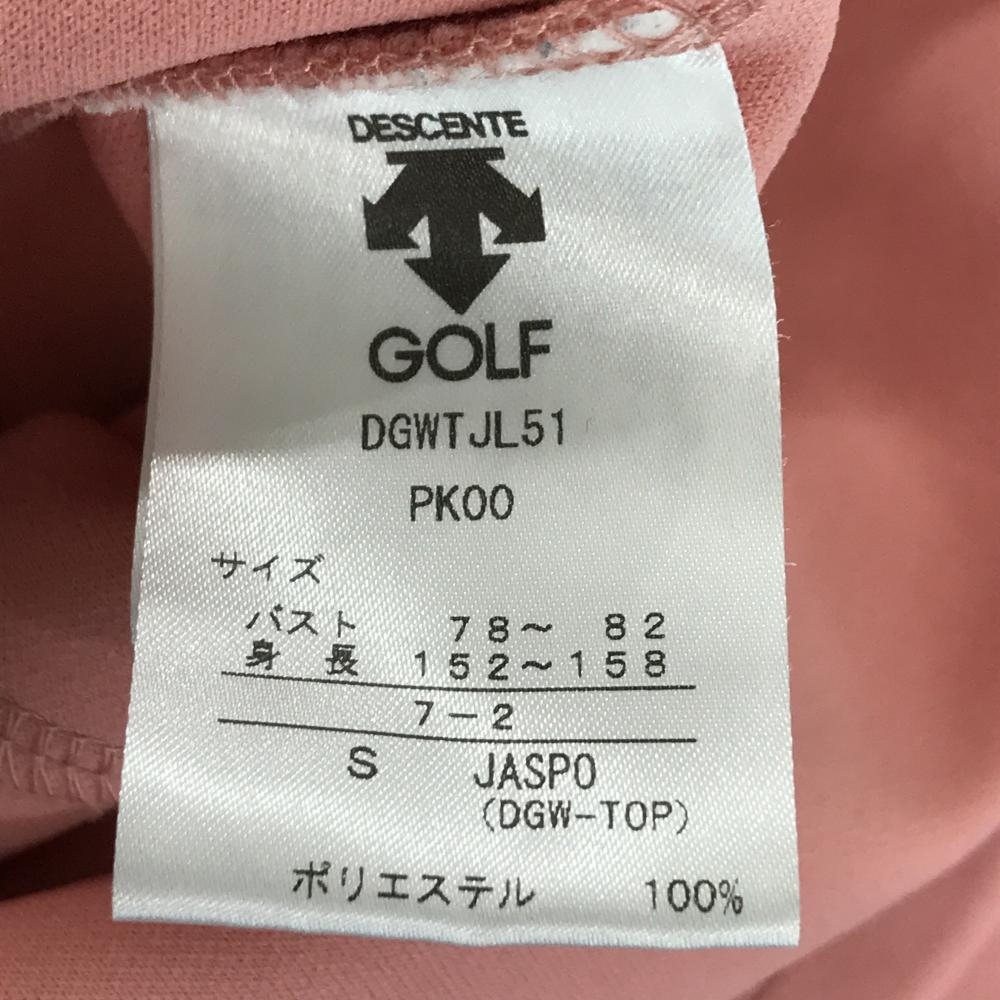 DESCENTE
GOLF
DGWTJL51
PK00
サイズ
バスト 78～ 82
身 長 152～158
7－2
S JASPO
(DGW-TOP)
ポリエステル 100%